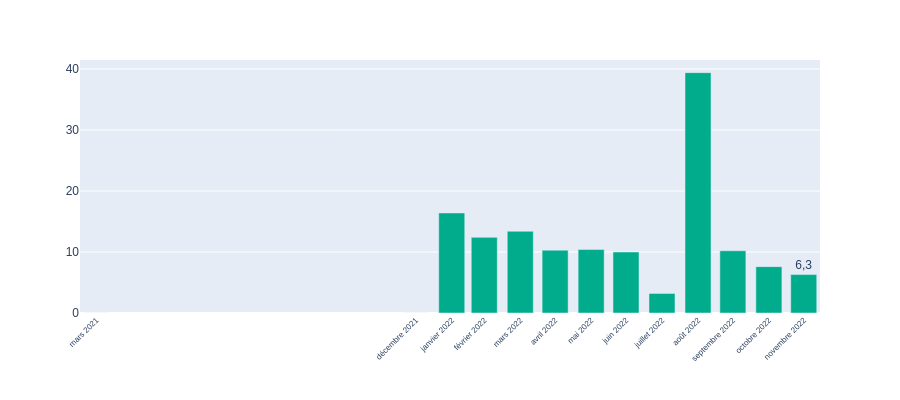 40
30
20
10
0
6,3
mars 2021
décembre 2021
janvier 2022
février 2022
mars 2022
avril 2022
mai 2022
juin 2022
juillet 2022
août 2022
septembre 2022
octobre 2022
novembre 2022